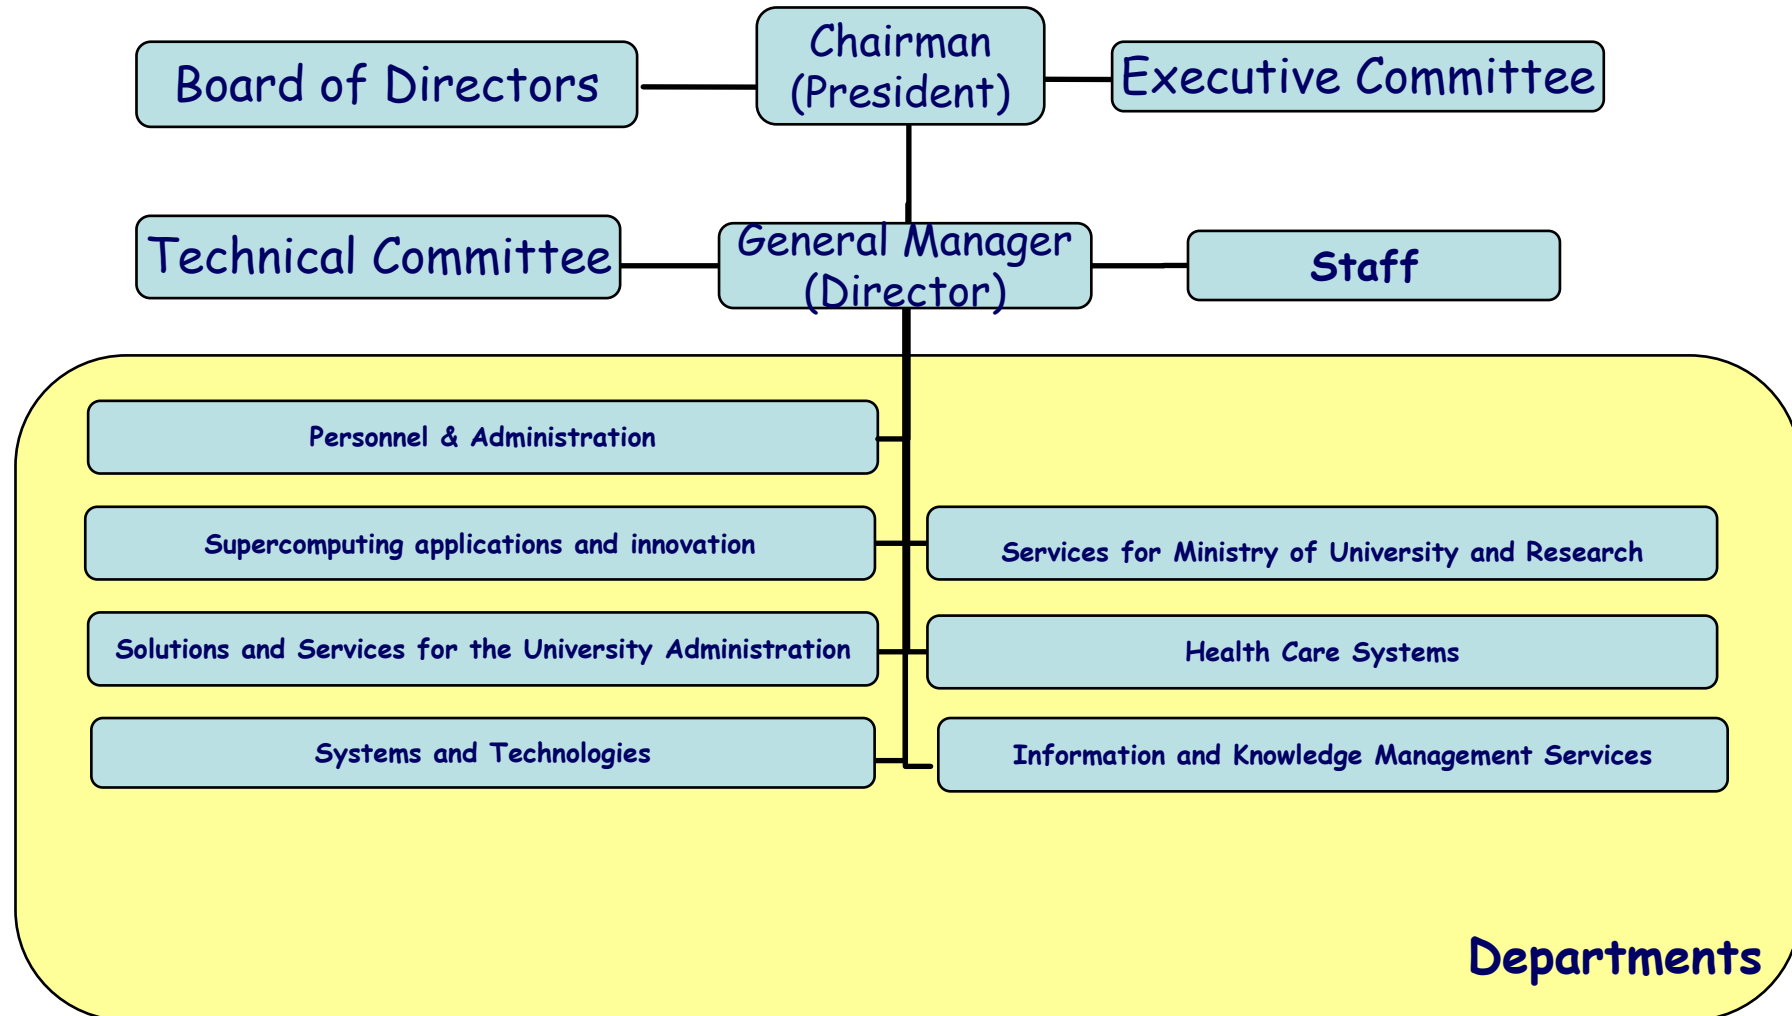 Chairman
(President)
Board of Directors
Executive Committee
General Manager
(Director)
Technical Committee
Staff
Personnel & Administration
Supercomputing applications and innovation
Services for Ministry of University and Research
Solutions and Services for the University Administration
Health Care Systems
Systems and Technologies
Information and Knowledge Management Services
Departments